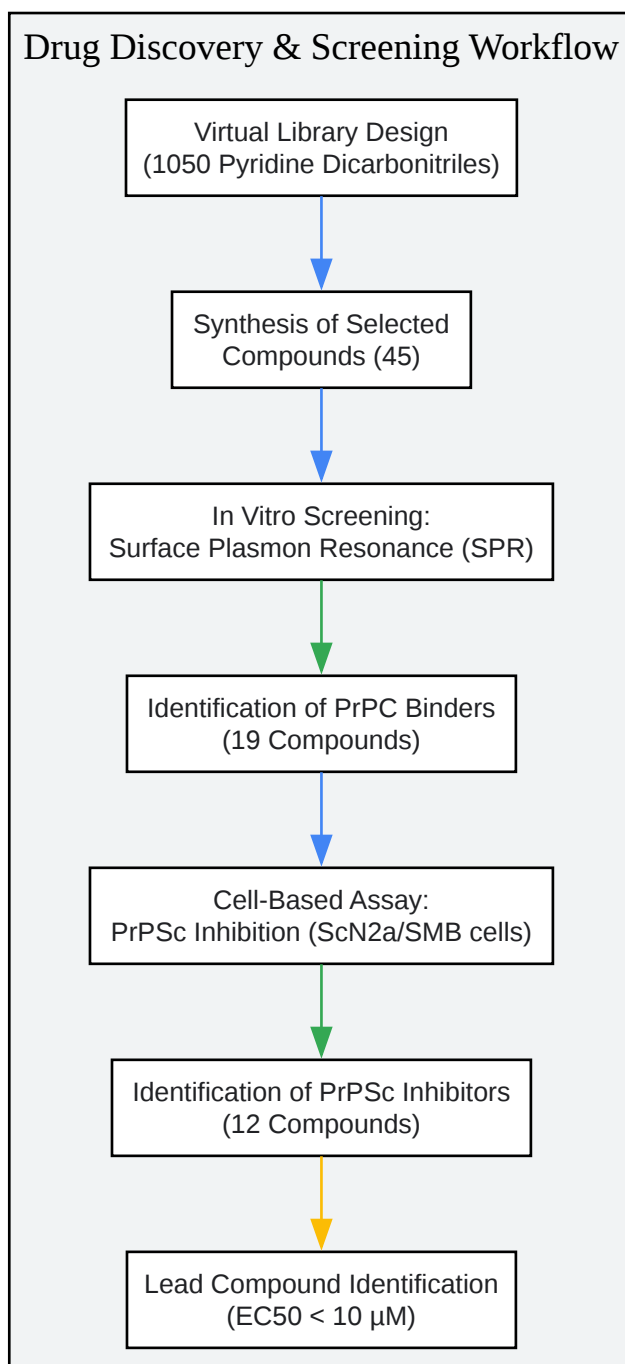 Drug Discovery & Screening Workflow
Virtual Library Design
(1050 Pyridine Dicarbonitriles)
Synthesis of Selected
Compounds (45)
In Vitro Screening:
Surface Plasmon Resonance (SPR)
Identification of PrPC Binders
(19 Compounds)
Cell-Based Assay:
PrPSc Inhibition (ScN2a/SMB cells)
Identification of PrPSc Inhibitors
(12 Compounds)
Lead Compound Identification
(EC50 < 10 µM)